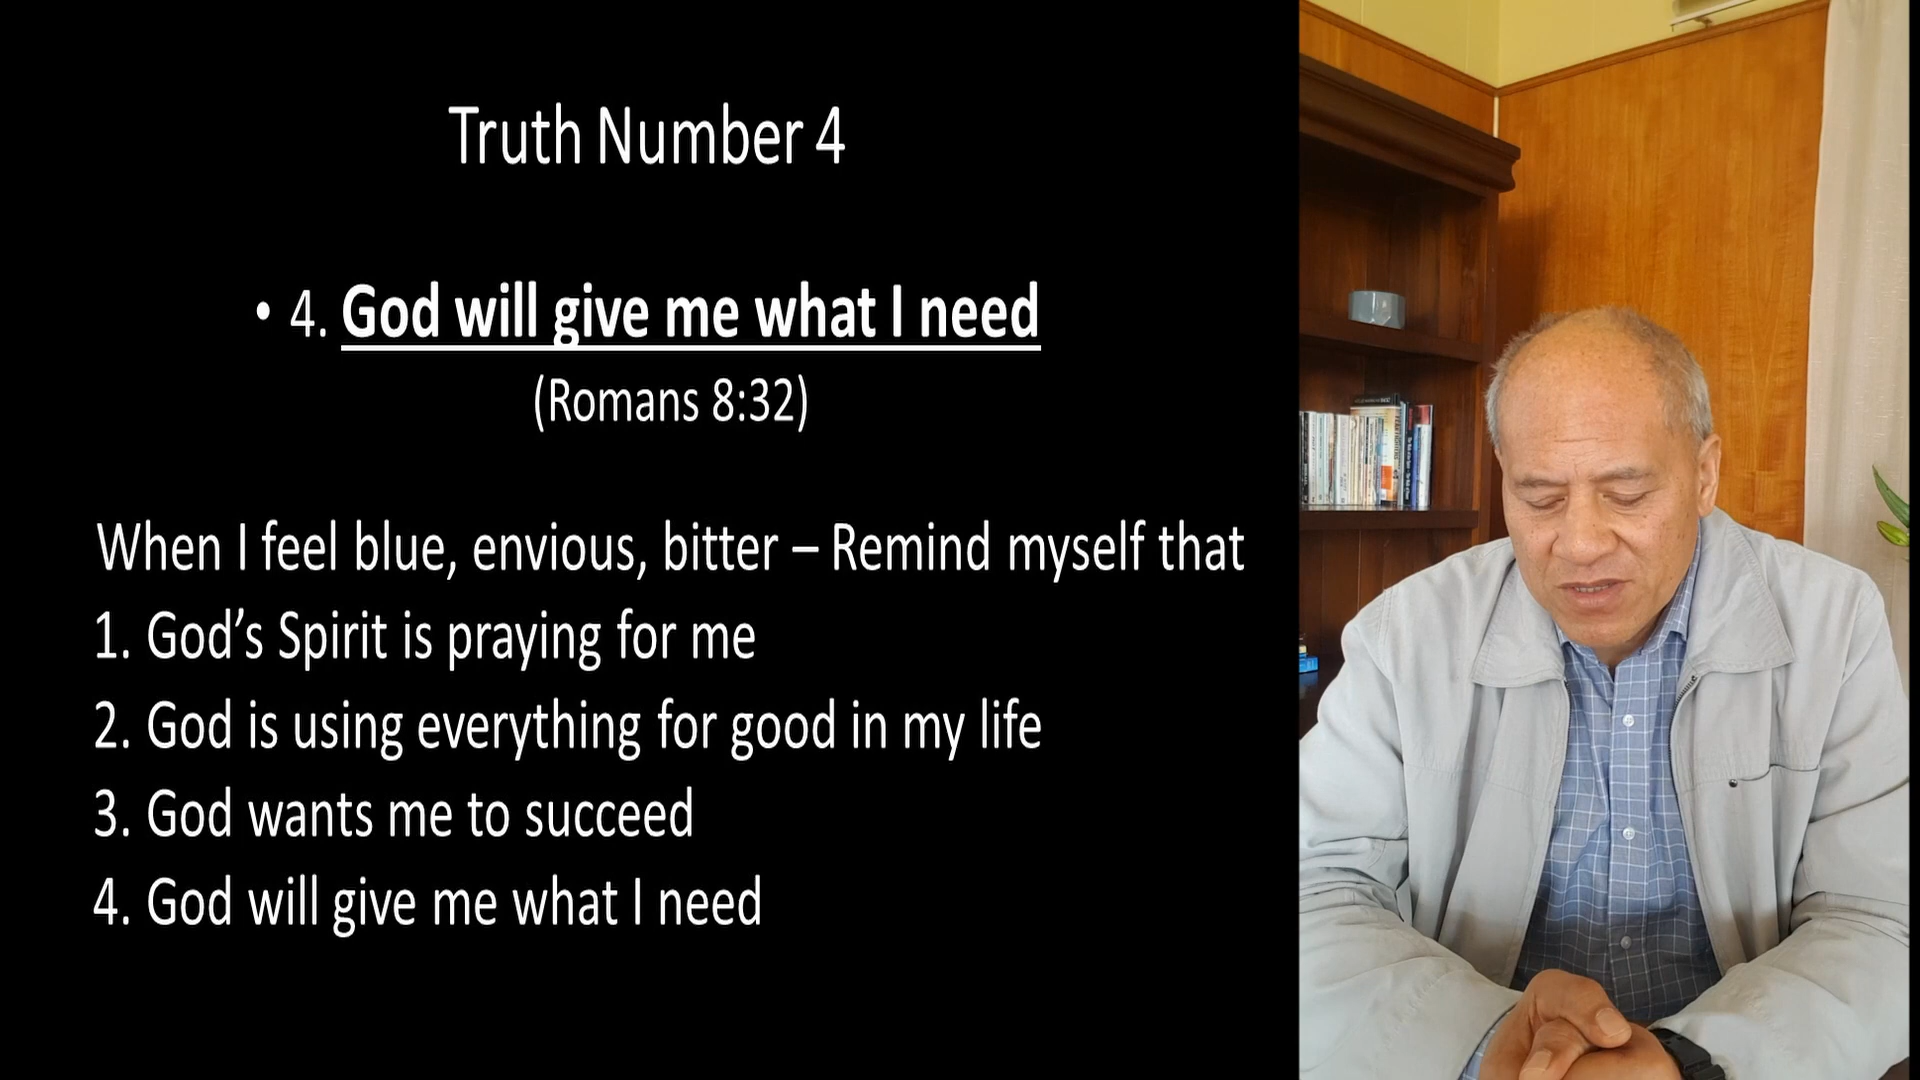 Truth Number 4
• 4. God will give me what I need
(Romans 8:32)
When I feel blue, envious, bitter – Remind myself that
1. God’s Spirit is praying for me
2. God is using everything for good in my life
3. God wants me to succeed
4. God will give me what I need